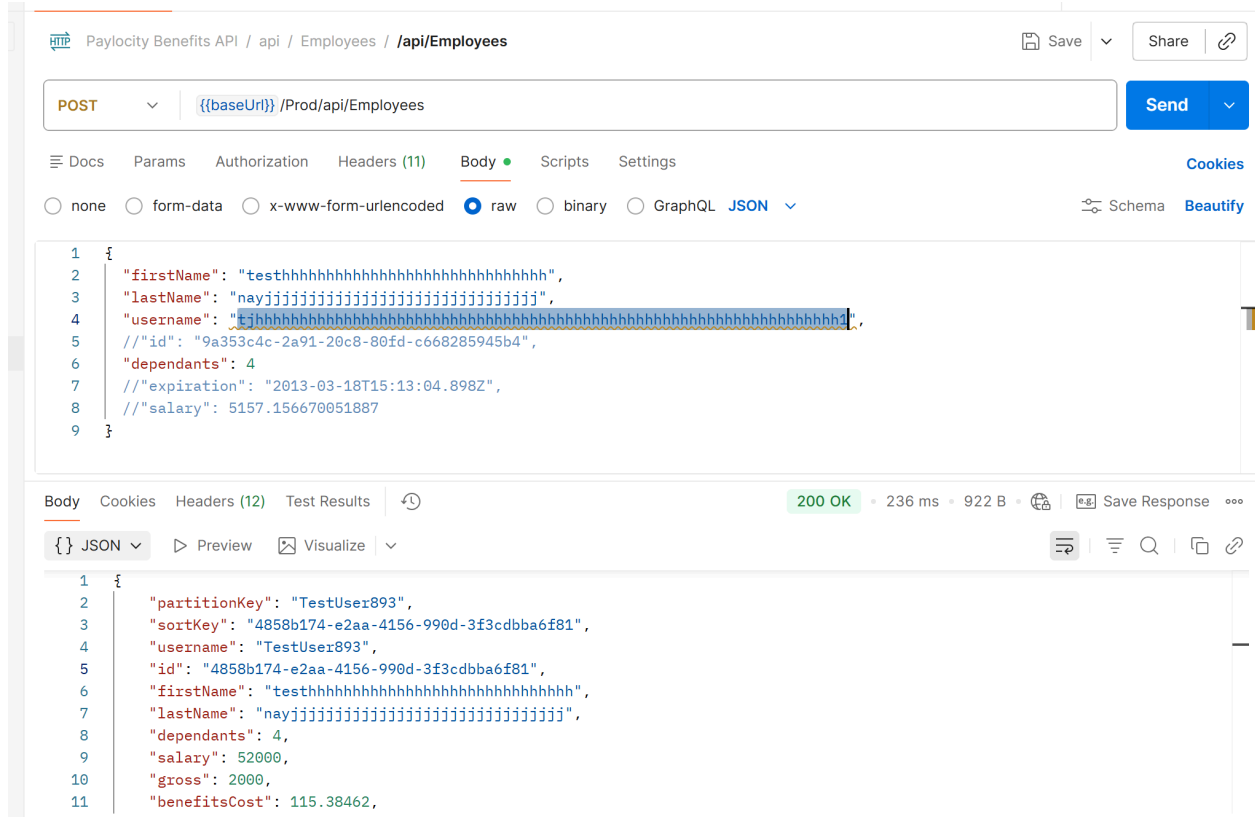 HTTP Paylocity Benefits API / api / Employees / /api/Employees Save Share
POST {{baseUrl}} /Prod/api/Employees Send
Docs Params Authorization Headers (11) Body Scripts Settings Cookies
none form-data x-www-form-urlencoded raw binary GraphQL JSON Schema Beautify
1 {
2 "firstName": "testhhhhhhhhhhhhhhhhhhhhhhhhhhhhhh",
3 "lastName": "nayjjjjjjjjjjjjjjjjjjjjjjjjjjjjjjj",
4 "username": "tjhhhhhhhhhhhhhhhhhhhhhhhhhhhhhhhhhhhhhhhhhhhhhhhhhhhhhhhhhhhhhhhhhh1",
5 //"id": "9a353c4c-2a91-20c8-80fd-c668285945b4",
6 "dependants": 4
7 //"expiration": "2013-03-18T15:13:04.898Z",
8 //"salary": 5157.156670051887
9 }
Body Cookies Headers (12) Test Results 200 OK 236 ms 922 B e.g. Save Response
{} JSON Preview Visualize
1 {
2 "partitionKey": "TestUser893",
3 "sortKey": "4858b174-e2aa-4156-990d-3f3cdbba6f81",
4 "username": "TestUser893",
5 "id": "4858b174-e2aa-4156-990d-3f3cdbba6f81",
6 "firstName": "testhhhhhhhhhhhhhhhhhhhhhhhhhhhhhh",
7 "lastName": "nayjjjjjjjjjjjjjjjjjjjjjjjjjjjjjjj",
8 "dependants": 4,
9 "salary": 52000,
10 "gross": 2000,
11 "benefitsCost": 115.38462,